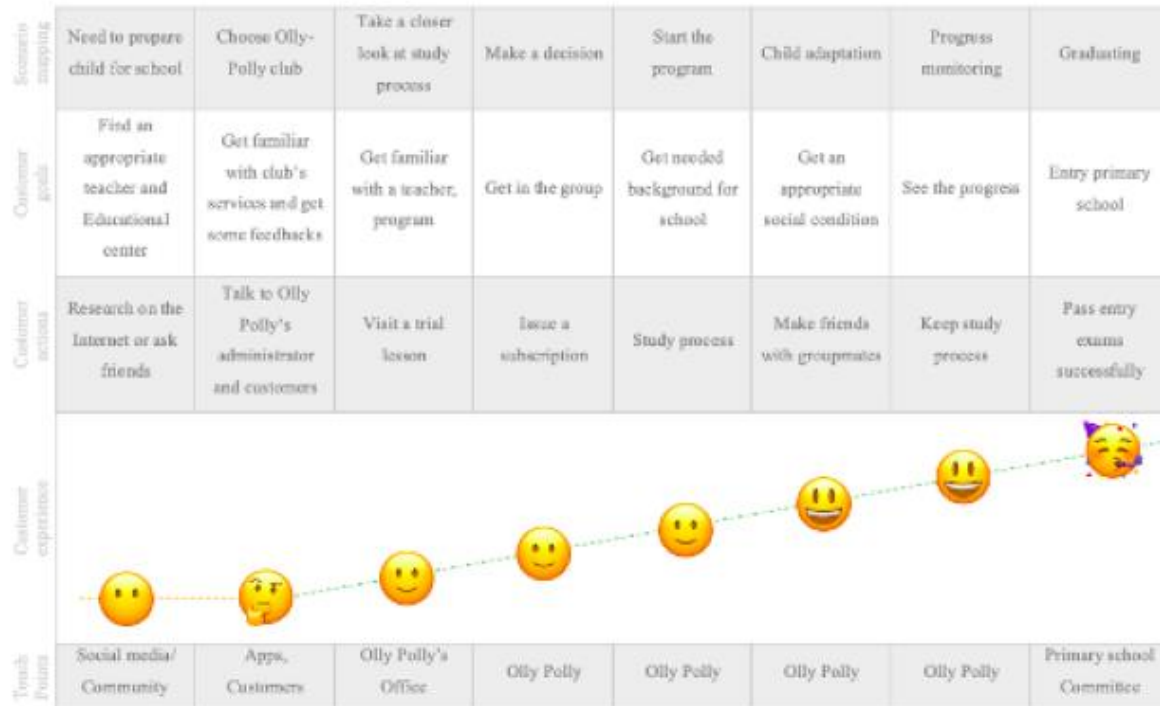 Scenario mapping
Need to prepare
child for school
Choose Olly-
Polly club
Take a closer
look at study
process
Make a decision
Start the
program
Child adaptation
Progress
monitoring
Graduating
Customer goals
Find an
appropriate
teacher and
Educational
center
Get familiar
with club's
services and get
some feedbacks
Get familiar
with a teacher,
program
Get in the group
Get needed
background for
school
Get an
appropriate
social condition
See the progress
Entry primary
school
Customer actions
Research on the
Internet or ask
friends
Talk to Olly
Polly's
administrator
and customers
Visit a trial
lesson
Issue a
subscription
Study process
Make friends
with groupmates
Keep study
process
Pass entry
exams
successfully
Customer experience
Social media/
Community
Apps,
Customers
Olly Polly's
Office
Olly Polly
Olly Polly
Olly Polly
Olly Polly
Primary school
Committee
Points